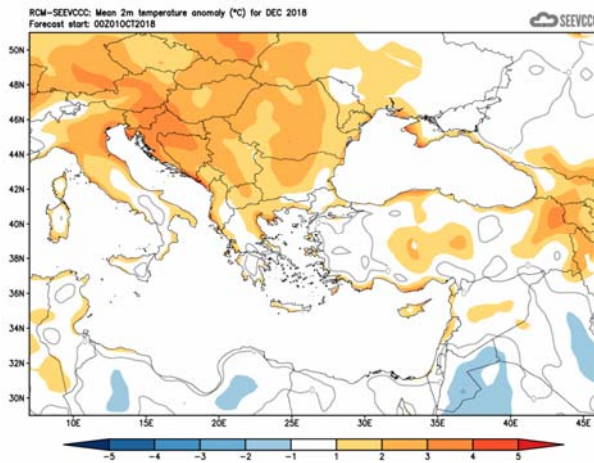 RCM-SEEVCCC: Mean 2m temperature anomaly (°C) for DEC 2018
Forecast start: 00Z01OCT2018
SEEVCCC
50N
48N
46N
44N
42N
40N
38N
36N
34N
32N
30N
10E 15E 20E 25E 30E 35E 40E 45E
-5 -4 -3 -2 -1 1 2 3 4 5